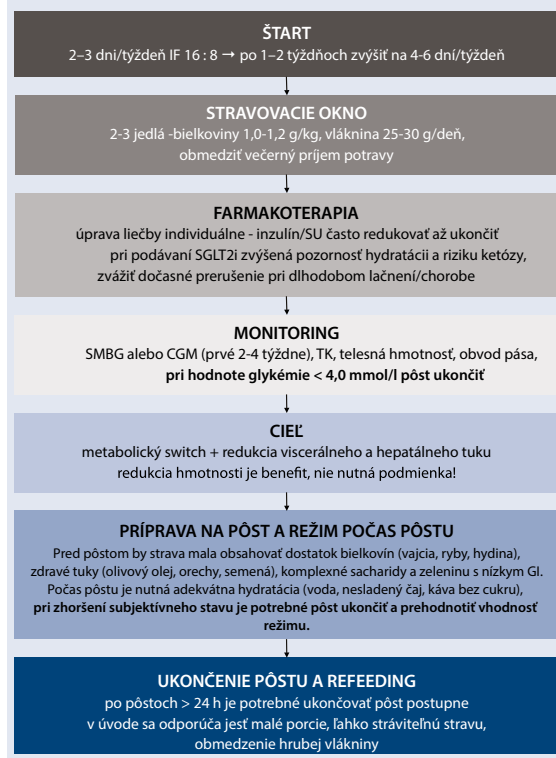 ŠTART
2–3 dni/týždeň IF 16 : 8 → po 1–2 týždňoch zvýšiť na 4-6 dní/týždeň
STRAVOVACIE OKNO
2-3 jedlá -bielkoviny 1,0-1,2 g/kg, vláknina 25-30 g/deň,
obmedziť večerný príjem potravy
FARMAKOTERAPIA
úprava liečby individuálne - inzulín/SU často redukovať až ukončiť
pri podávaní SGLT2i zvýšená pozornosť hydratácii a riziku ketózy,
zvážiť dočasné prerušenie pri dlhodobom lačnení/chorobe
MONITORING
SMBG alebo CGM (prvé 2-4 týždne), TK, telesná hmotnosť, obvod pása,
pri hodnote glykémie < 4,0 mmol/l pôst ukončiť
CIEĽ
metabolický switch + redukcia viscerálneho a hepatálneho tuku
redukcia hmotnosti je benefit, nie nutná podmienka!
PRÍPRAVA NA PÔST A REŽIM POČAS PÔSTU
Pred pôstom by strava mala obsahovať dostatok bielkovín (vajcia, ryby, hydina),
zdravé tuky (olivový olej, orechy, semená), komplexné sacharidy a zeleninu s nízkym GI.
Počas pôstu je nutná adekvátna hydratácia (voda, nesladený čaj, káva bez cukru),
pri zhoršení subjektívneho stavu je potrebné pôst ukončiť a prehodnotiť vhodnosť
režimu.
UKONČENIE PÔSTU A REFEEDING
po pôstoch > 24 h je potrebné ukončovať pôst postupne
v úvode sa odporúča jesť malé porcie, ľahko stráviteľnú stravu,
obmedzenie hrubej vlákniny